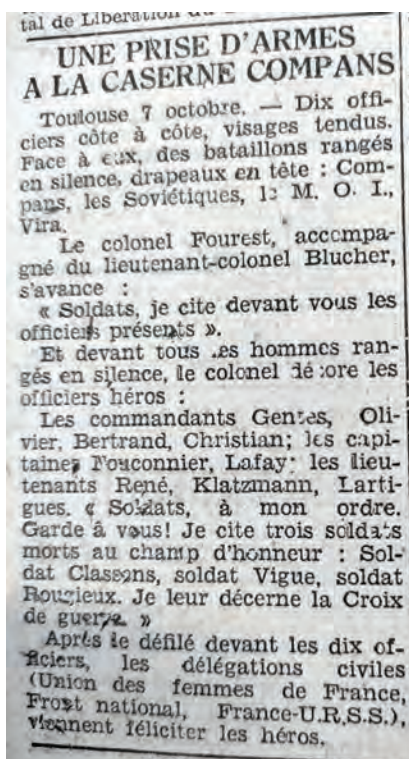 tal de Libération du
UNE PRISE D'ARMES
A LA CASERNE COMPANS
Toulouse 7 octobre. — Dix offi-
ciers côte à côte, visages tendus.
Face à eux, des bataillons rangés
en silence, drapeaux en tête : Com-
pans, les Soviétiques, la M. O. I.,
Vira.
Le colonel Fourest, accompa-
gné du lieutenant-colonel Blucher,
s'avance :
« Soldats, je cite devant vous les
officiers présents ».
Et devant tous les hommes ran-
gés en silence, le colonel décore les
officiers héros :
Les commandants Gentes, Oli-
vier, Bertrand, Christian; les capi-
taines Fouconnier, Lafay; les lieu-
tenants René, Klatzmann, Larti-
gues. « Soldats, à mon ordre.
Garde à vous! Je cite trois soldats
morts au champ d'honneur : Sol-
dat Classons, soldat Vigue, soldat
Rougieux. Je leur décerne la Croix
de guerre »
Après le défilé devant les dix of-
ficiers, les délégations civiles
(Union des femmes de France,
Front national, France-U.R.S.S.),
viennent féliciter les héros.